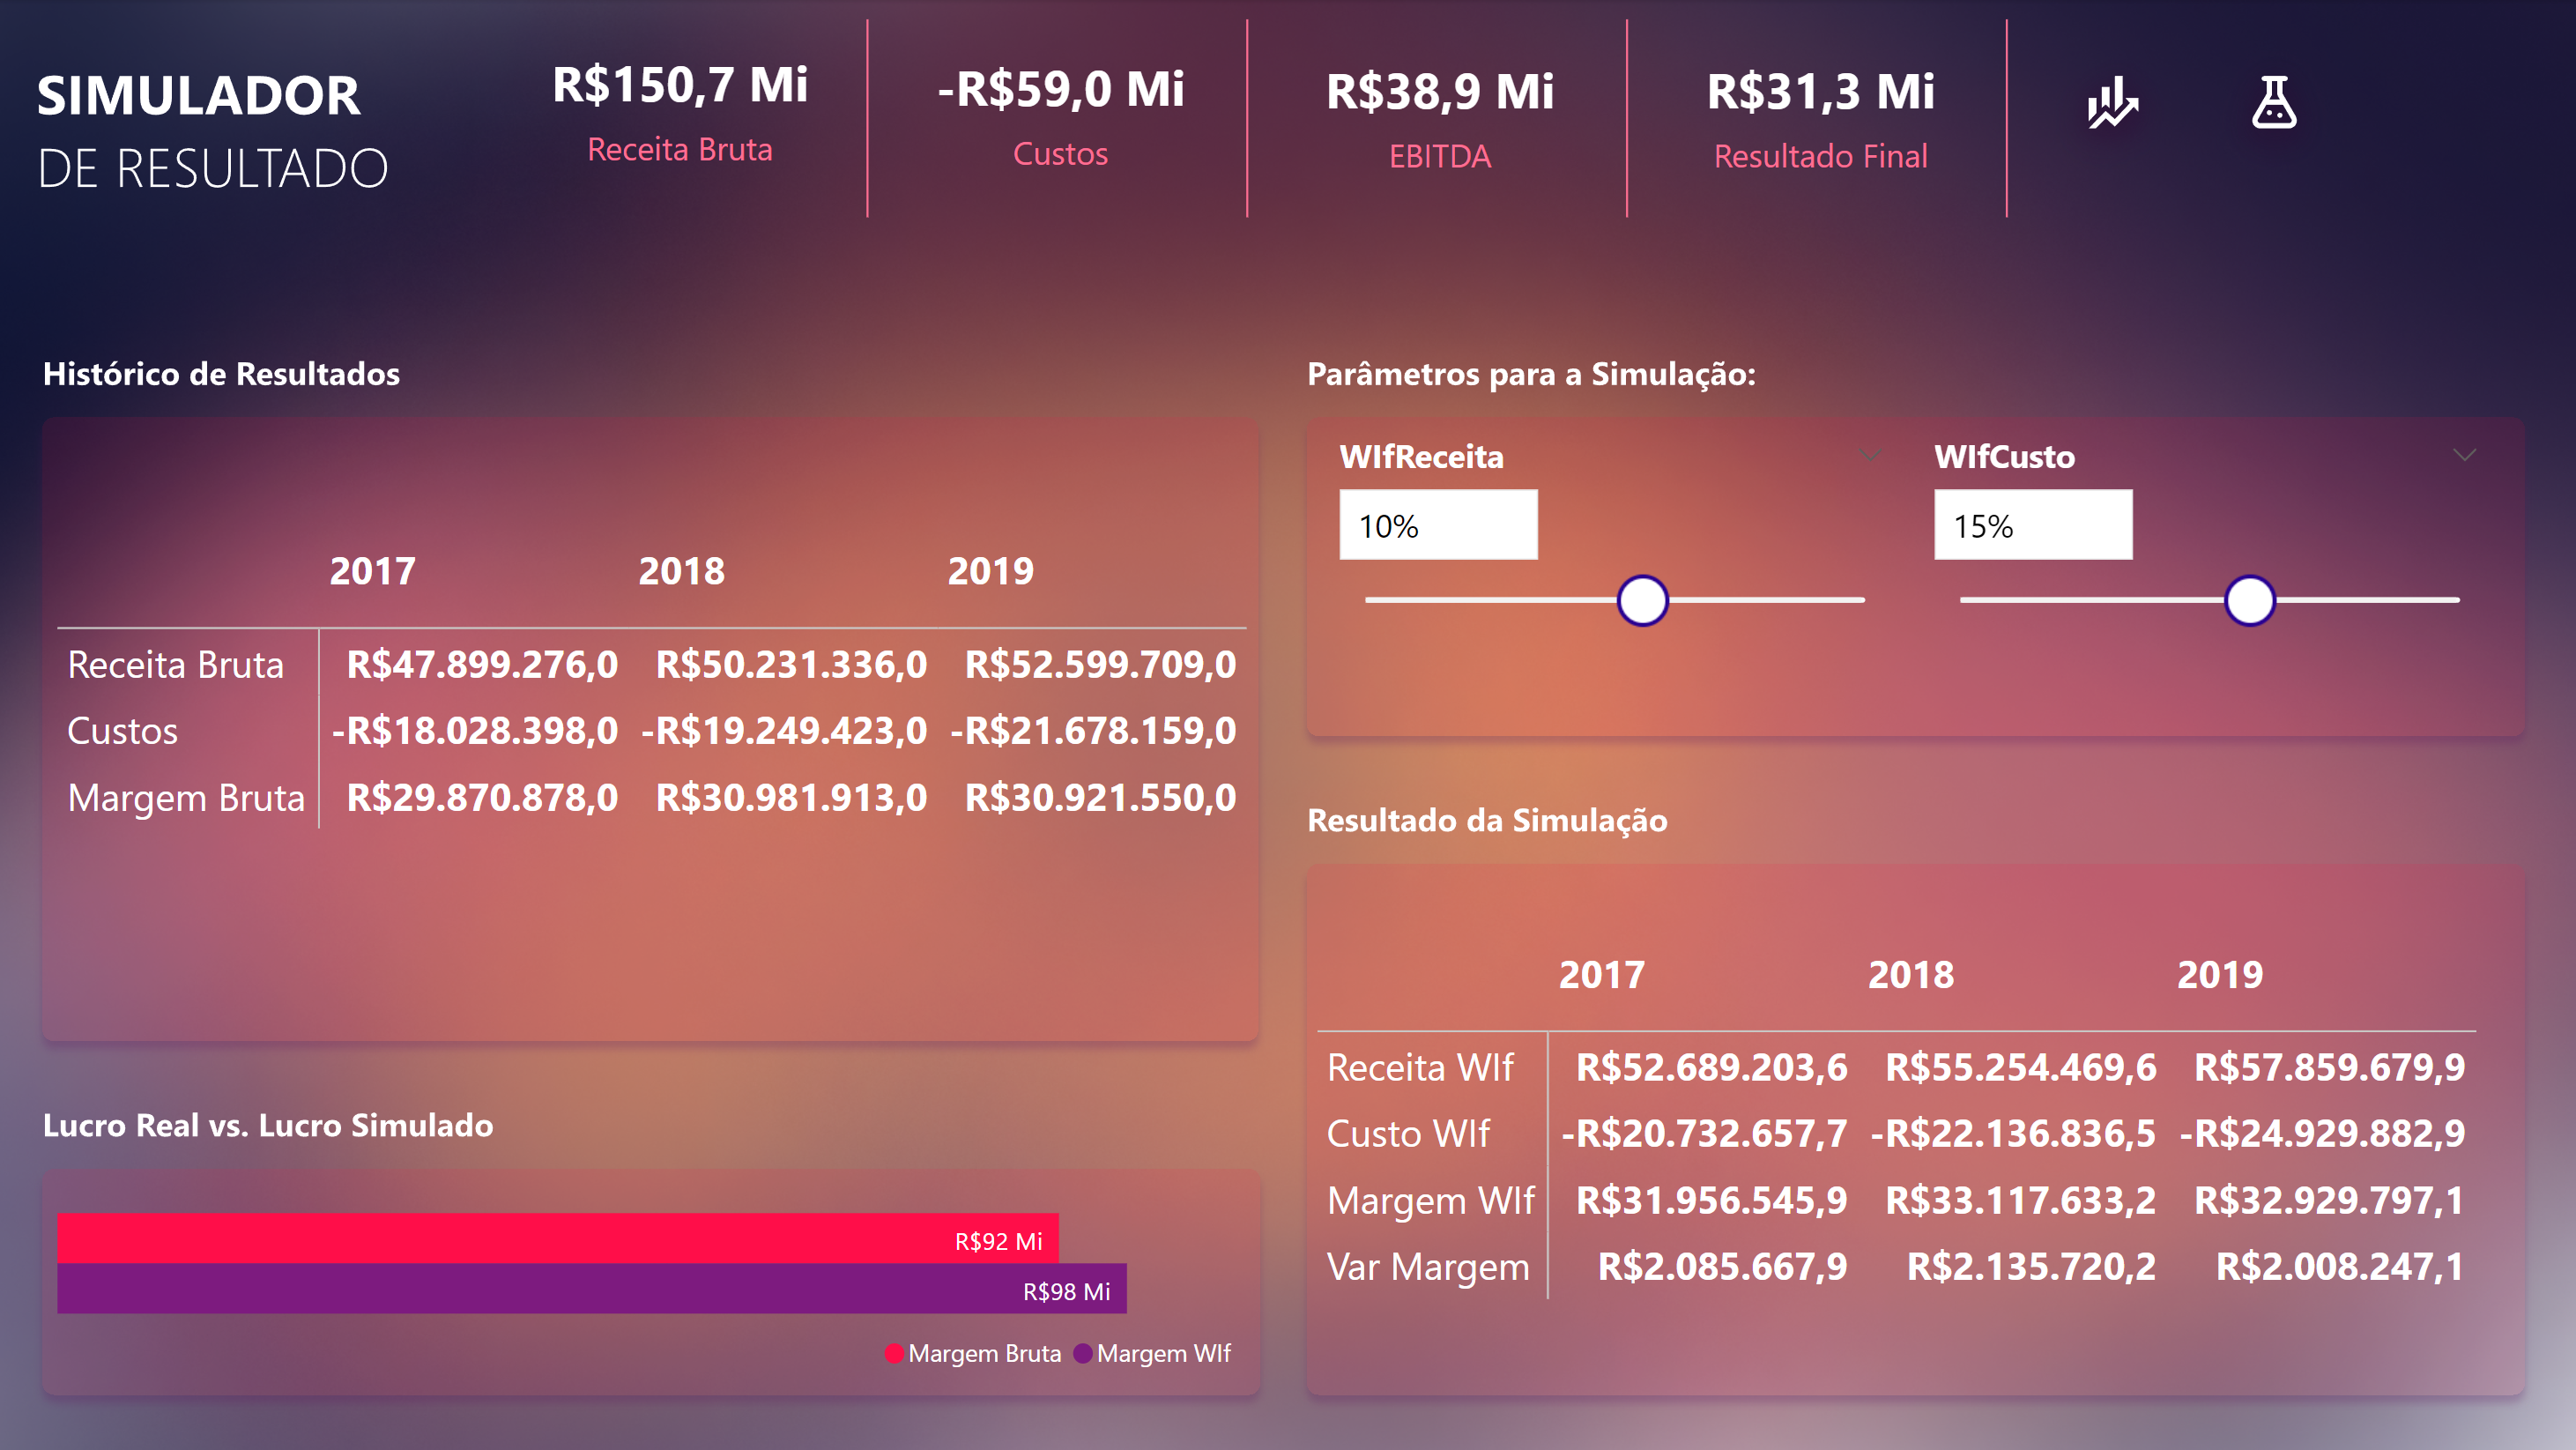 SIMULADOR
DE RESULTADO
R$150,7 Mi
Receita Bruta
-R$59,0 Mi
Custos
R$38,9 Mi
EBITDA
R$31,3 Mi
Resultado Final
Histórico de Resultados
2017 2018 2019
Receita Bruta R$47.899.276,0 R$50.231.336,0 R$52.599.709,0
Custos -R$18.028.398,0 -R$19.249.423,0 -R$21.678.159,0
Margem Bruta R$29.870.878,0 R$30.981.913,0 R$30.921.550,0
Lucro Real vs. Lucro Simulado
R$92 Mi
R$98 Mi
Margem Bruta Margem WIf
Parâmetros para a Simulação:
WIfReceita WIfCusto
10% 15%
Resultado da Simulação
2017 2018 2019
Receita WIf R$52.689.203,6 R$55.254.469,6 R$57.859.679,9
Custo WIf -R$20.732.657,7 -R$22.136.836,5 -R$24.929.882,9
Margem WIf R$31.956.545,9 R$33.117.633,2 R$32.929.797,1
Var Margem R$2.085.667,9 R$2.135.720,2 R$2.008.247,1